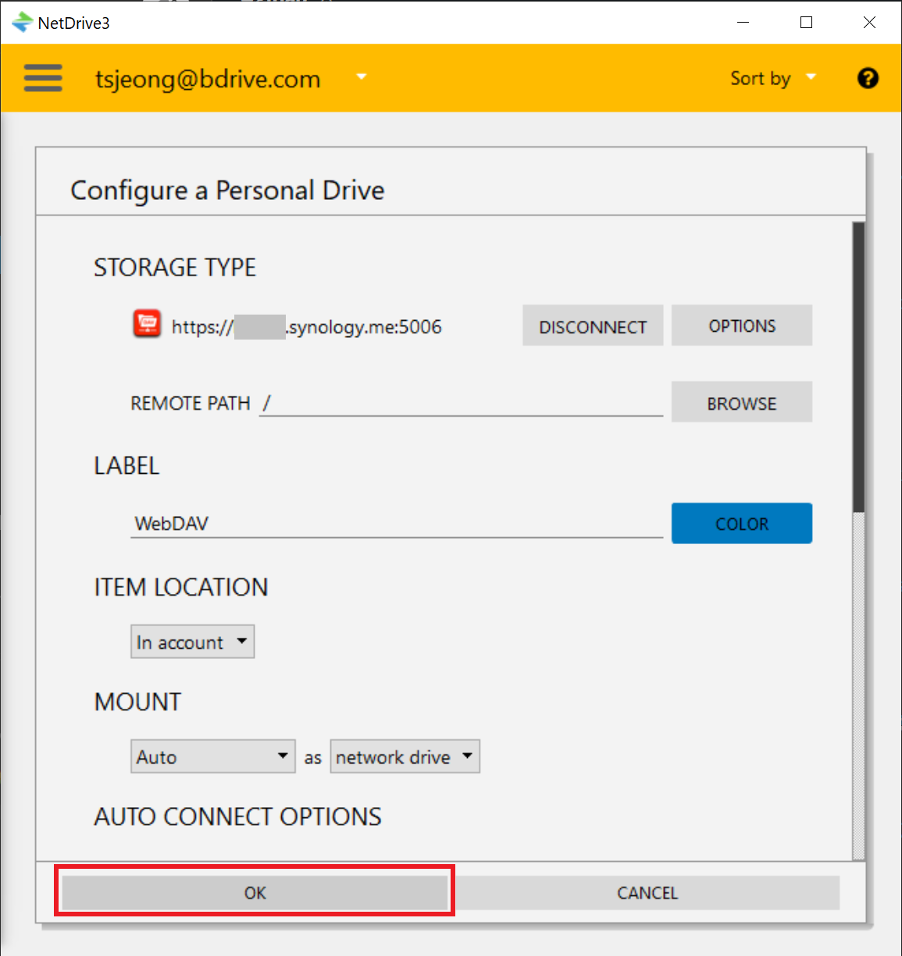 NetDrive3
tsjeong@bdrive.com Sort by ?
Configure a Personal Drive
STORAGE TYPE
https:// .synology.me:5006 DISCONNECT OPTIONS
REMOTE PATH / BROWSE
LABEL
WebDAV COLOR
ITEM LOCATION
In account
MOUNT
Auto as network drive
AUTO CONNECT OPTIONS
OK CANCEL